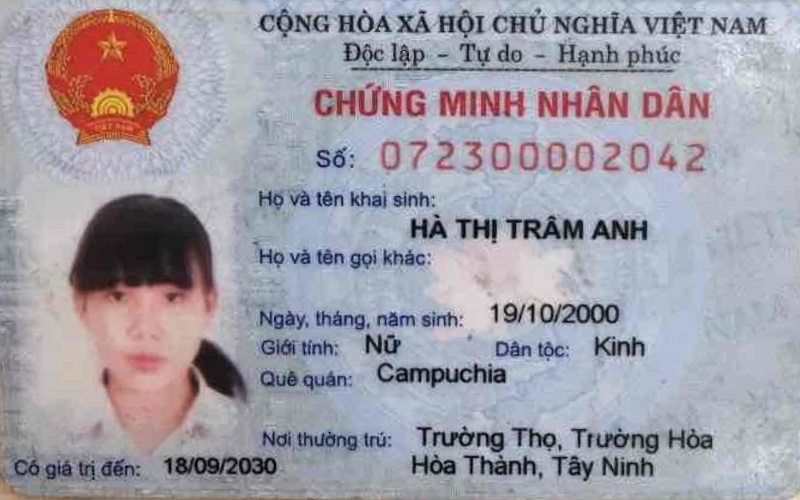 CỘNG HÒA XÃ HỘI CHỦ NGHĨA VIỆT NAM
Độc lập - Tự do - Hạnh phúc
CHỨNG MINH NHÂN DÂN
Số: 072300002042
Họ và tên khai sinh:
HÀ THỊ TRÂM ANH
Họ và tên gọi khác:
Ngày, tháng, năm sinh: 19/10/2000
Giới tính: Nữ Dân tộc: Kinh
Quê quán: Campuchia
Nơi thường trú: Trường Thọ, Trường Hòa
Hòa Thành, Tây Ninh
Có giá trị đến: 18/09/2030
VIỆT NAM